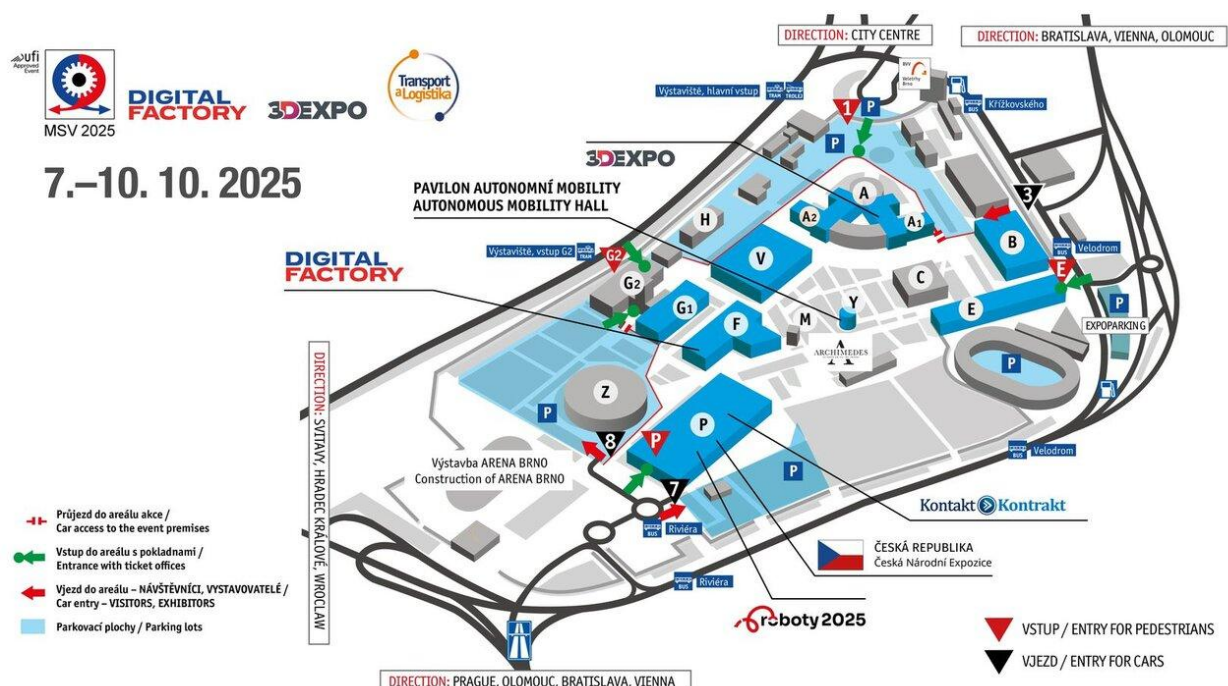 ufi
Approved
Event
MSV 2025
DIGITAL
FACTORY
3DEXPO
Transport
a Logistika
7.–10. 10. 2025
DIRECTION: CITY CENTRE
DIRECTION: BRATISLAVA, VIENNA, OLOMOUC
BVV
Veletrhy
Brno
Výstaviště, hlavní vstup
TRAM
TROLEJ
BUS
Křížkovského
1
P
P
3DEXPO
PAVILON AUTONOMNÍ MOBILITY
AUTONOMOUS MOBILITY HALL
A
3
H
A2
A1
B
Výstaviště, vstup G2
TRAM
G2
V
BUS
Velodrom
E
DIGITAL
FACTORY
G2
C
G1
Y
E
P
F
M
EXPOPARKING
ARCHIMEDES
P
DIRECTION: SVITAVY, HRADEC KRÁLOVÉ, WROCLAW
Z
P
P
8
P
BUS
Velodrom
Výstavba ARENA BRNO
Construction of ARENA BRNO
P
7
Kontakt Kontrakt
BUS
Riviéra
ČESKÁ REPUBLIKA
Česká Národní Expozice
BUS
Riviéra
roboty 2025
Průjezd do areálu akce /
Car access to the event premises
Vstup do areálu s pokladnami /
Entrance with ticket offices
Vjezd do areálu – NÁVŠTĚVNÍCI, VYSTAVOVATELÉ /
Car entry – VISITORS, EXHIBITORS
Parkovací plochy / Parking lots
VSTUP / ENTRY FOR PEDESTRIANS
VJEZD / ENTRY FOR CARS
DIRECTION: PRAGUE, OLOMOUC, BRATISLAVA, VIENNA